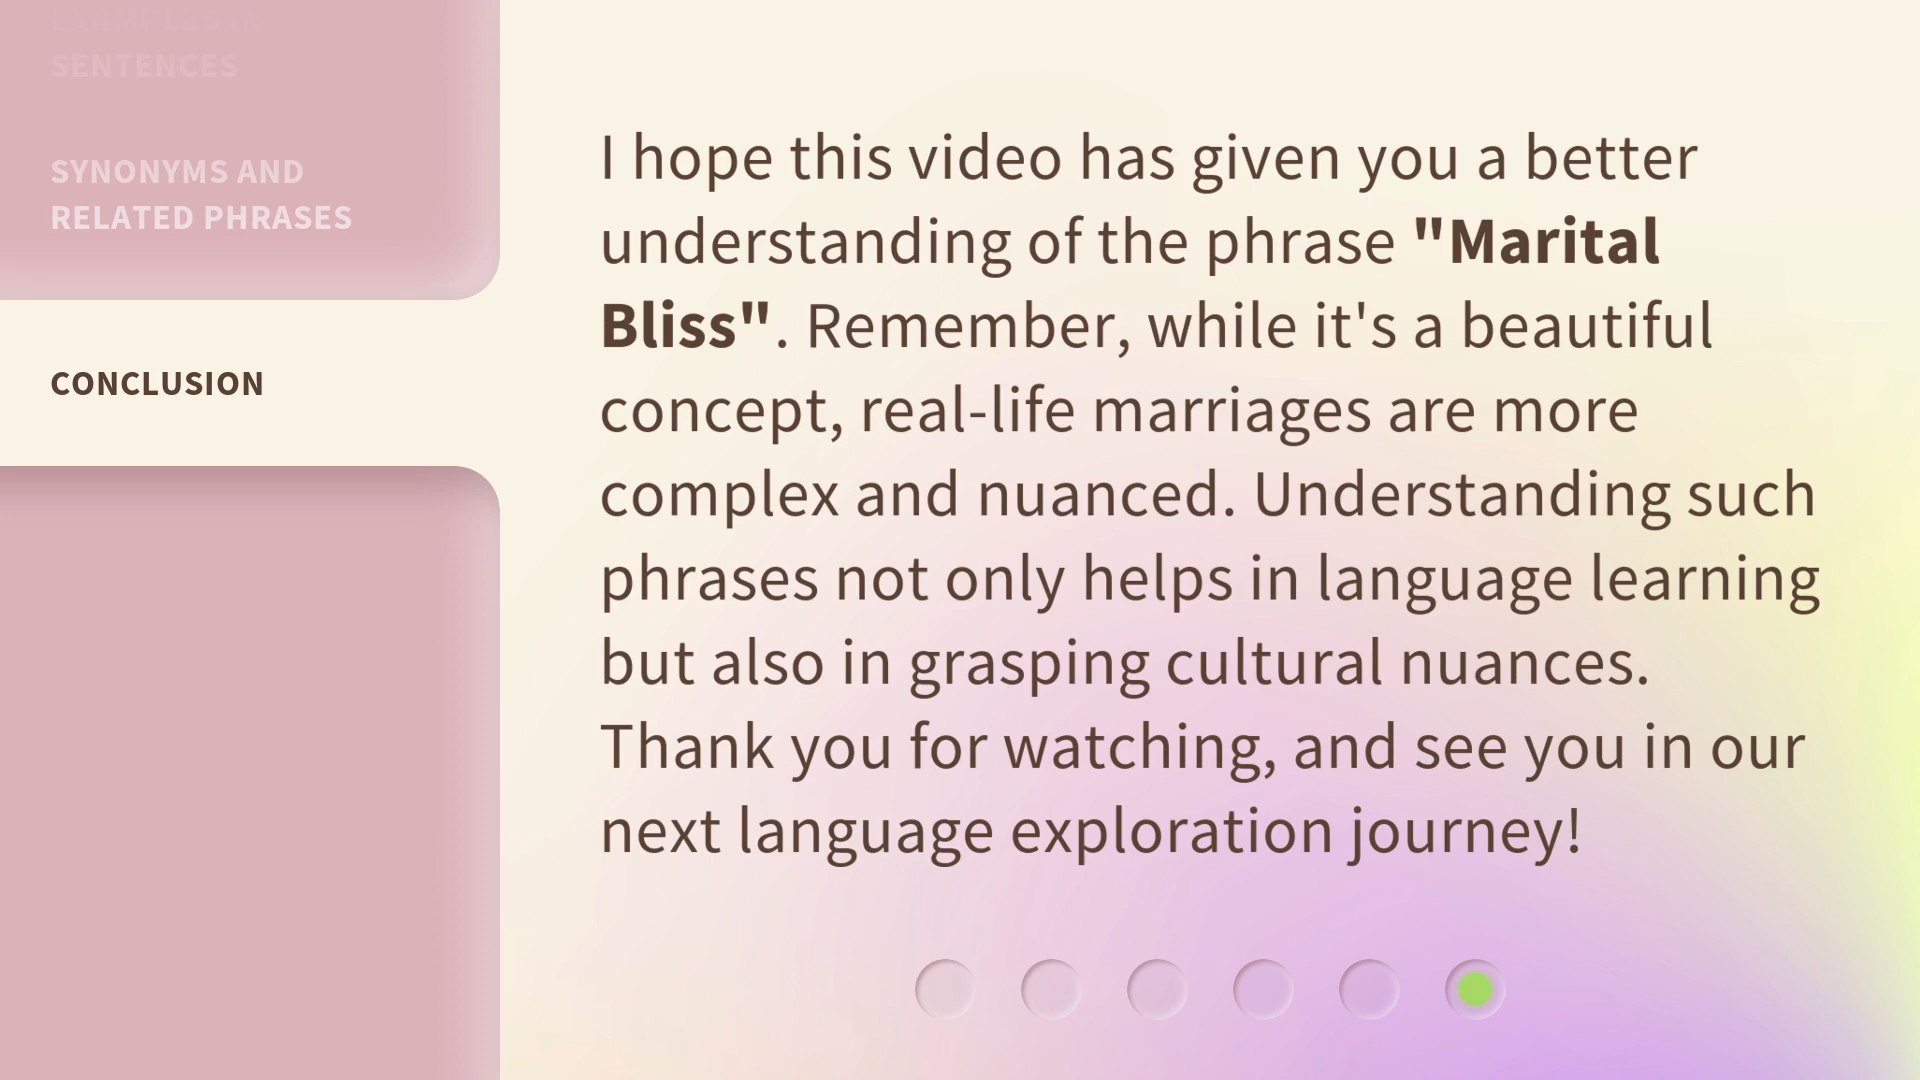 EXAMPLES IN
SENTENCES
SYNONYMS AND
RELATED PHRASES
CONCLUSION
I hope this video has given you a better
understanding of the phrase "Marital
Bliss". Remember, while it's a beautiful
concept, real-life marriages are more
complex and nuanced. Understanding such
phrases not only helps in language learning
but also in grasping cultural nuances.
Thank you for watching, and see you in our
next language exploration journey!